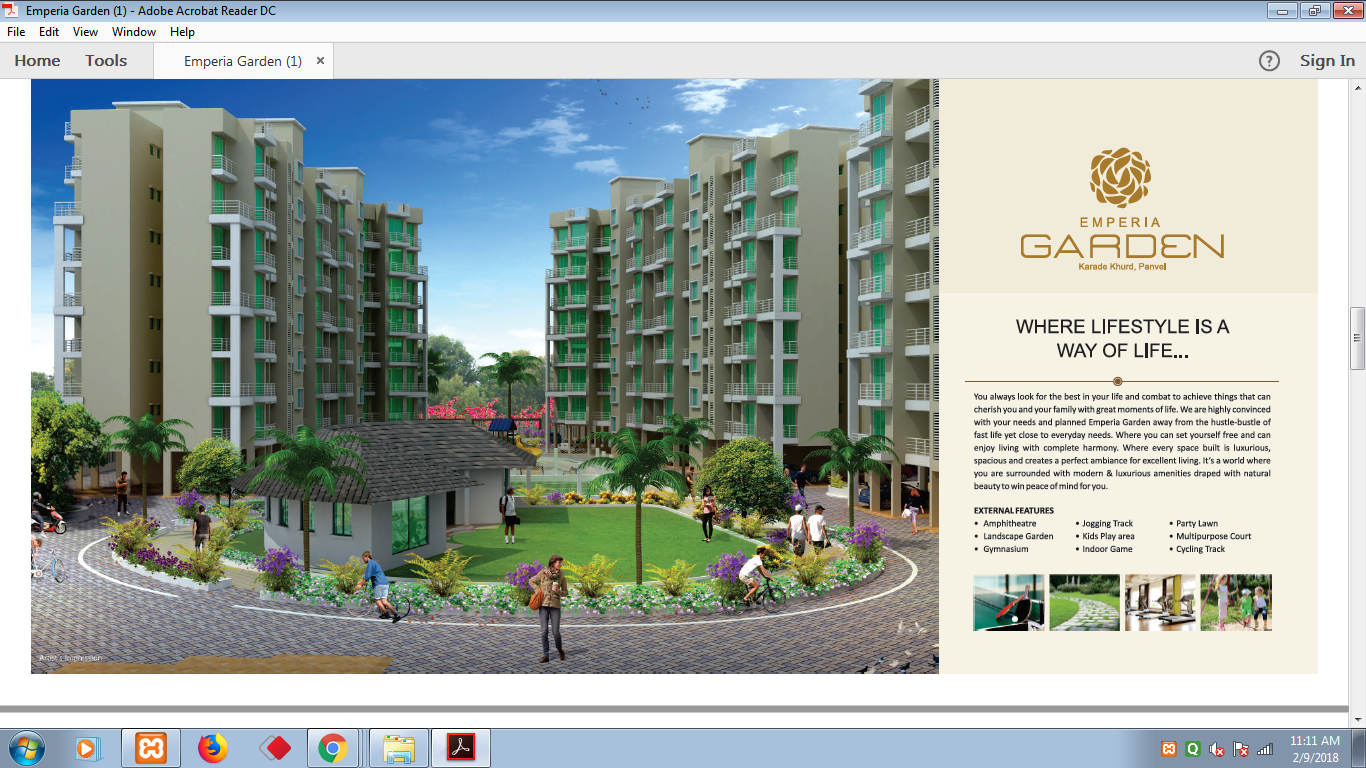 Emperia Garden (1) - Adobe Acrobat Reader DC
File Edit View Window Help
Home Tools Emperia Garden (1) × ? Sign In
EMPERIA
GARDEN
Karade Khurd, Panvel
WHERE LIFESTYLE IS A
WAY OF LIFE...
You always look for the best in your life and combat to achieve things that can
cherish you and your family with great moments of life. We are highly convinced
with your needs and planned Emperia Garden away from the hustle-bustle of
fast life yet close to everyday needs. Where you can set yourself free and can
enjoy living with complete harmony. Where every space built is luxurious,
spacious and creates a perfect ambiance for excellent living. It's a world where
you are surrounded with modern & luxurious amenities draped with natural
beauty to win peace of mind for you.
EXTERNAL FEATURES
• Amphitheatre • Jogging Track • Party Lawn
• Landscape Garden • Kids Play area • Multipurpose Court
• Gymnasium • Indoor Game • Cycling Track
Artist's Impression
11:11 AM
2/9/2018